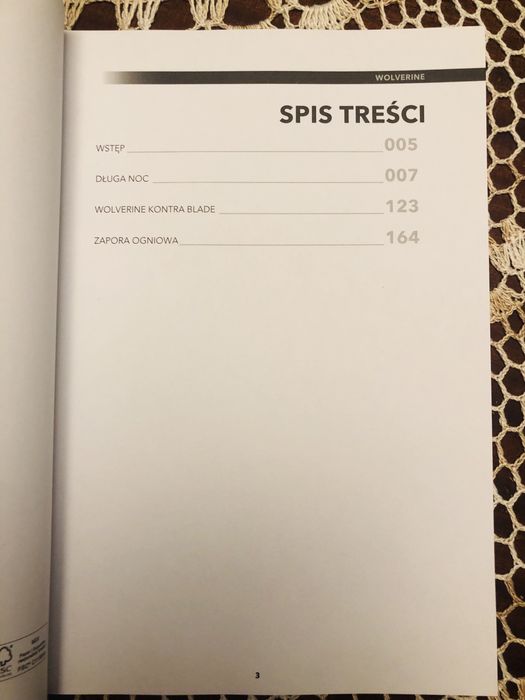 WOLVERINE
SPIS TREŚCI
WSTĘP 005
DŁUGA NOC 007
WOLVERINE KONTRA BLADE 123
ZAPORA OGNIOWA 164
3